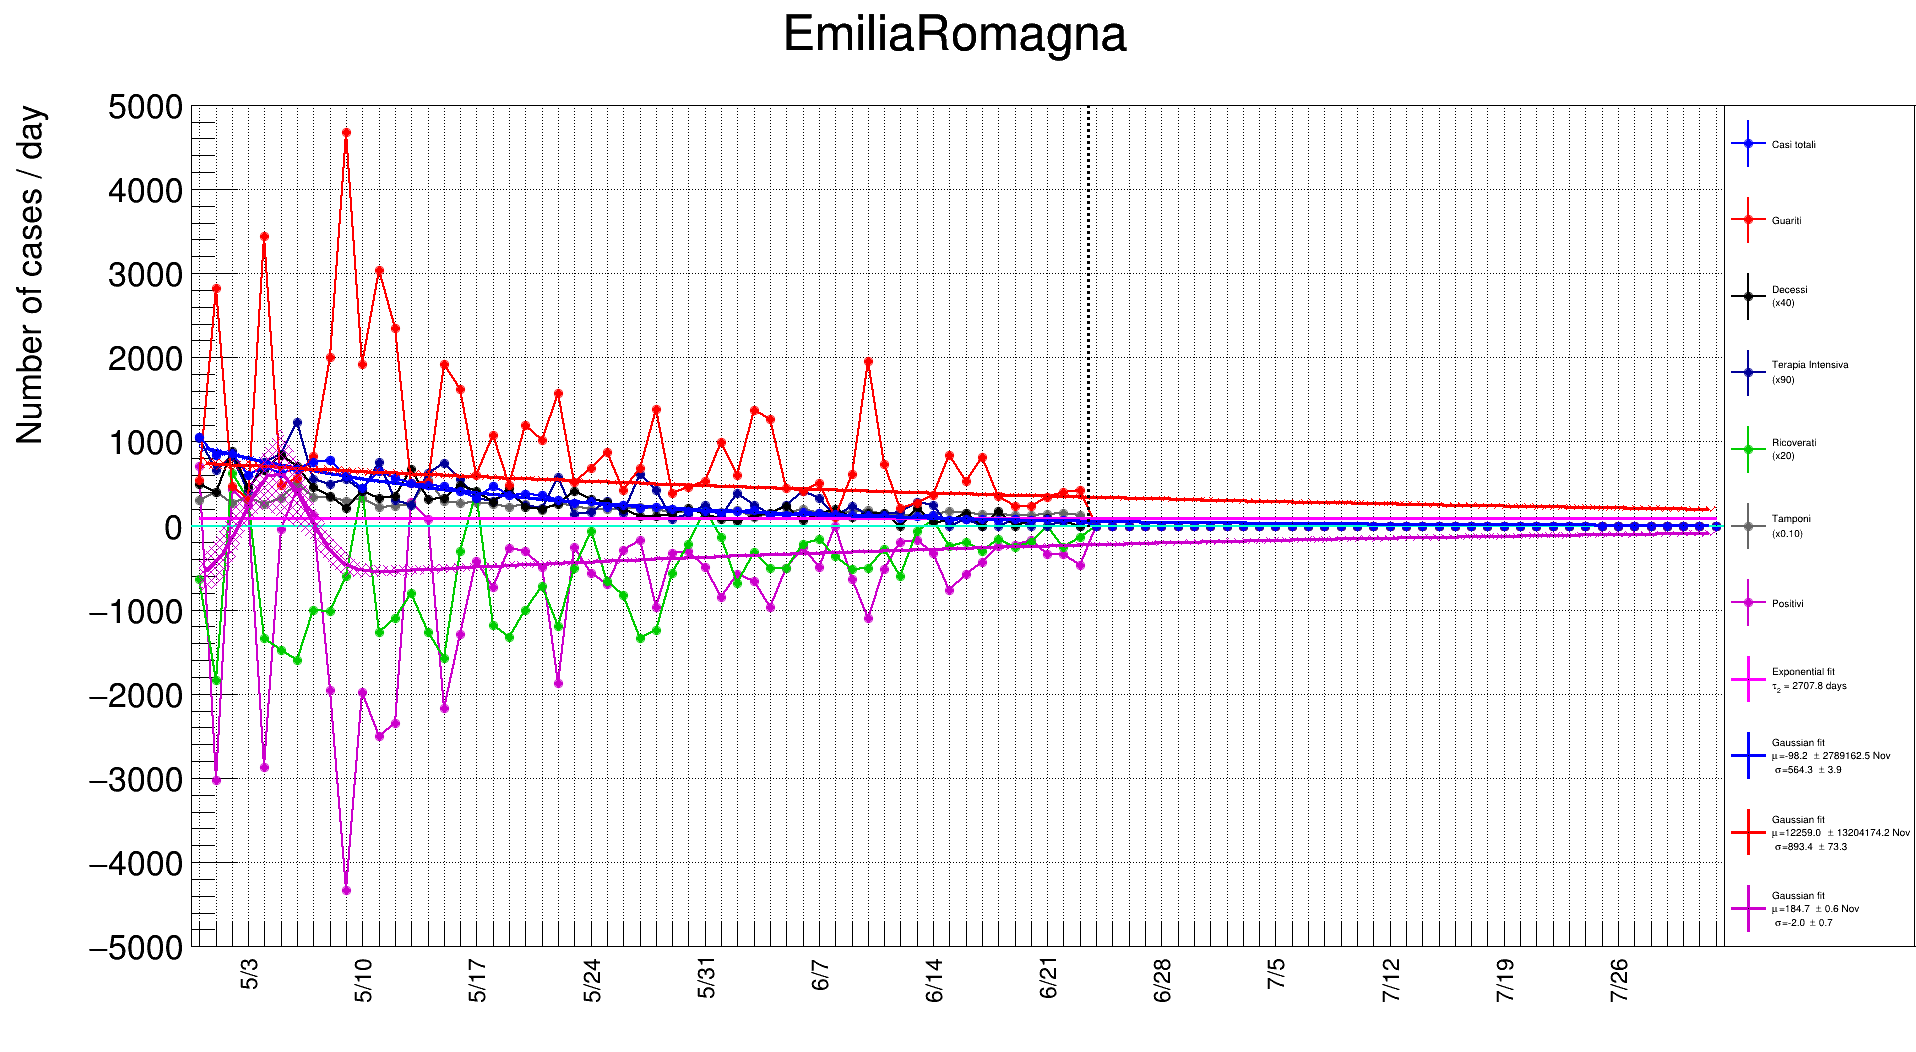 EmiliaRomagna
Number of cases / day
5000
4000
3000
2000
1000
0
−1000
−2000
−3000
−4000
−5000
5/3
5/10
5/17
5/24
5/31
6/7
6/14
6/21
6/28
7/5
7/12
7/19
7/26
Casi totali
Guariti
Decessi
(x40)
Terapia Intensiva
(x90)
Ricoverati
(x20)
Tamponi
(x0.10)
Positivi
Exponential fit
τ2 = 2707.8 days
Gaussian fit
μ=-98.2 ± 2789162.5 Nov
σ=564.3 ± 3.9
Gaussian fit
μ=12259.0 ± 13204174.2 Nov
σ=893.4 ± 73.3
Gaussian fit
μ=184.7 ± 0.6 Nov
σ=-2.0 ± 0.7